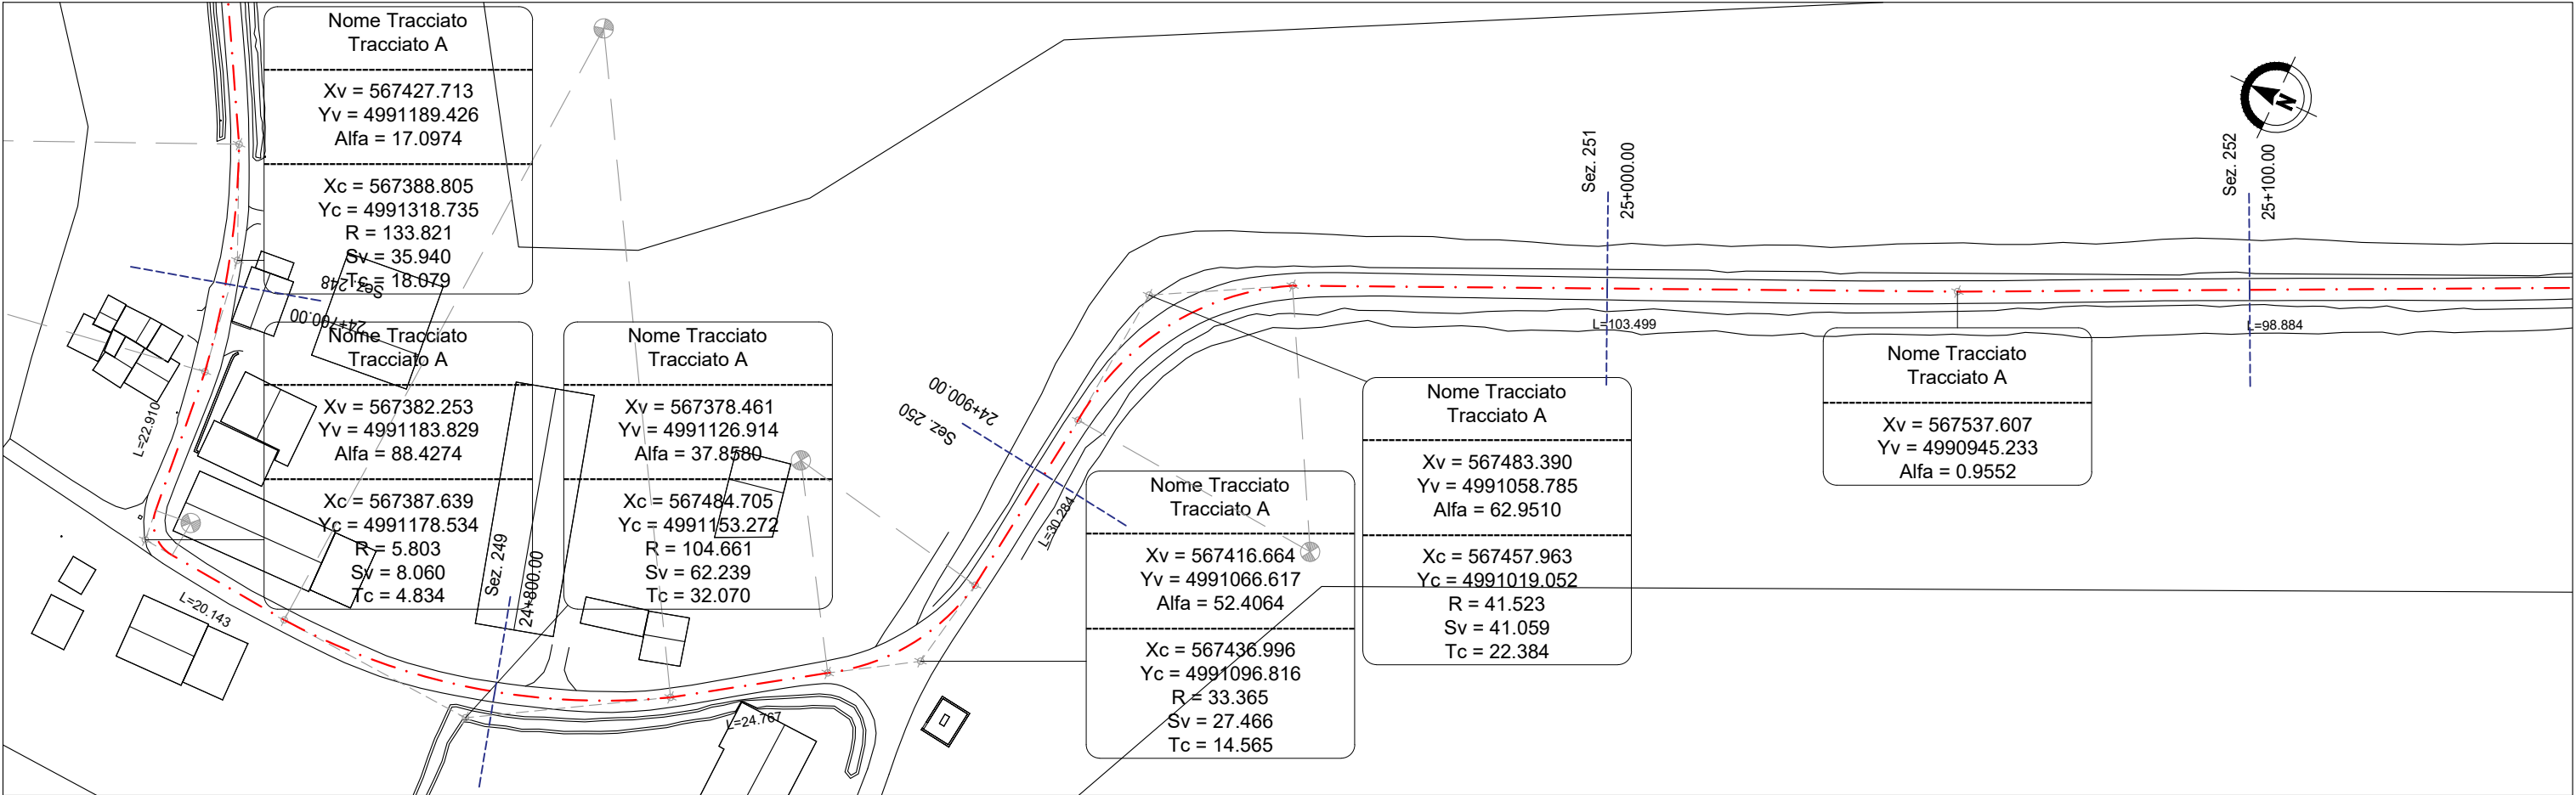 Nome Tracciato
Tracciato A
Xv = 567427.713
Yv = 4991189.426
Alfa = 17.0974
Xc = 567388.805
Yc = 4991318.735
R = 133.821
Sv = 35.940
Tc = 18.079
Sez. 248
24+700.00
Nome Tracciato
Tracciato A
Xv = 567382.253
Yv = 4991183.829
Alfa = 88.4274
Xc = 567387.639
Yc = 4991178.534
R = 5.803
Sv = 8.060
Tc = 4.834
L=22.910
L=20.143
Nome Tracciato
Tracciato A
Xv = 567378.461
Yv = 4991126.914
Alfa = 37.8580
Xc = 567484.705
Yc = 4991153.272
R = 104.661
Sv = 62.239
Tc = 32.070
Sez. 249
24+800.00
L=24.767
Sez. 250
24+900.00
L=30.284
Nome Tracciato
Tracciato A
Xv = 567416.664
Yv = 4991066.617
Alfa = 52.4064
Xc = 567436.996
Yc = 4991096.816
R = 33.365
Sv = 27.466
Tc = 14.565
Nome Tracciato
Tracciato A
Xv = 567483.390
Yv = 4991058.785
Alfa = 62.9510
Xc = 567457.963
Yc = 4991019.052
R = 41.523
Sv = 41.059
Tc = 22.384
Sez. 251
25+000.00
L=103.499
Nome Tracciato
Tracciato A
Xv = 567537.607
Yv = 4990945.233
Alfa = 0.9552
Sez. 252
25+100.00
L=98.884
N